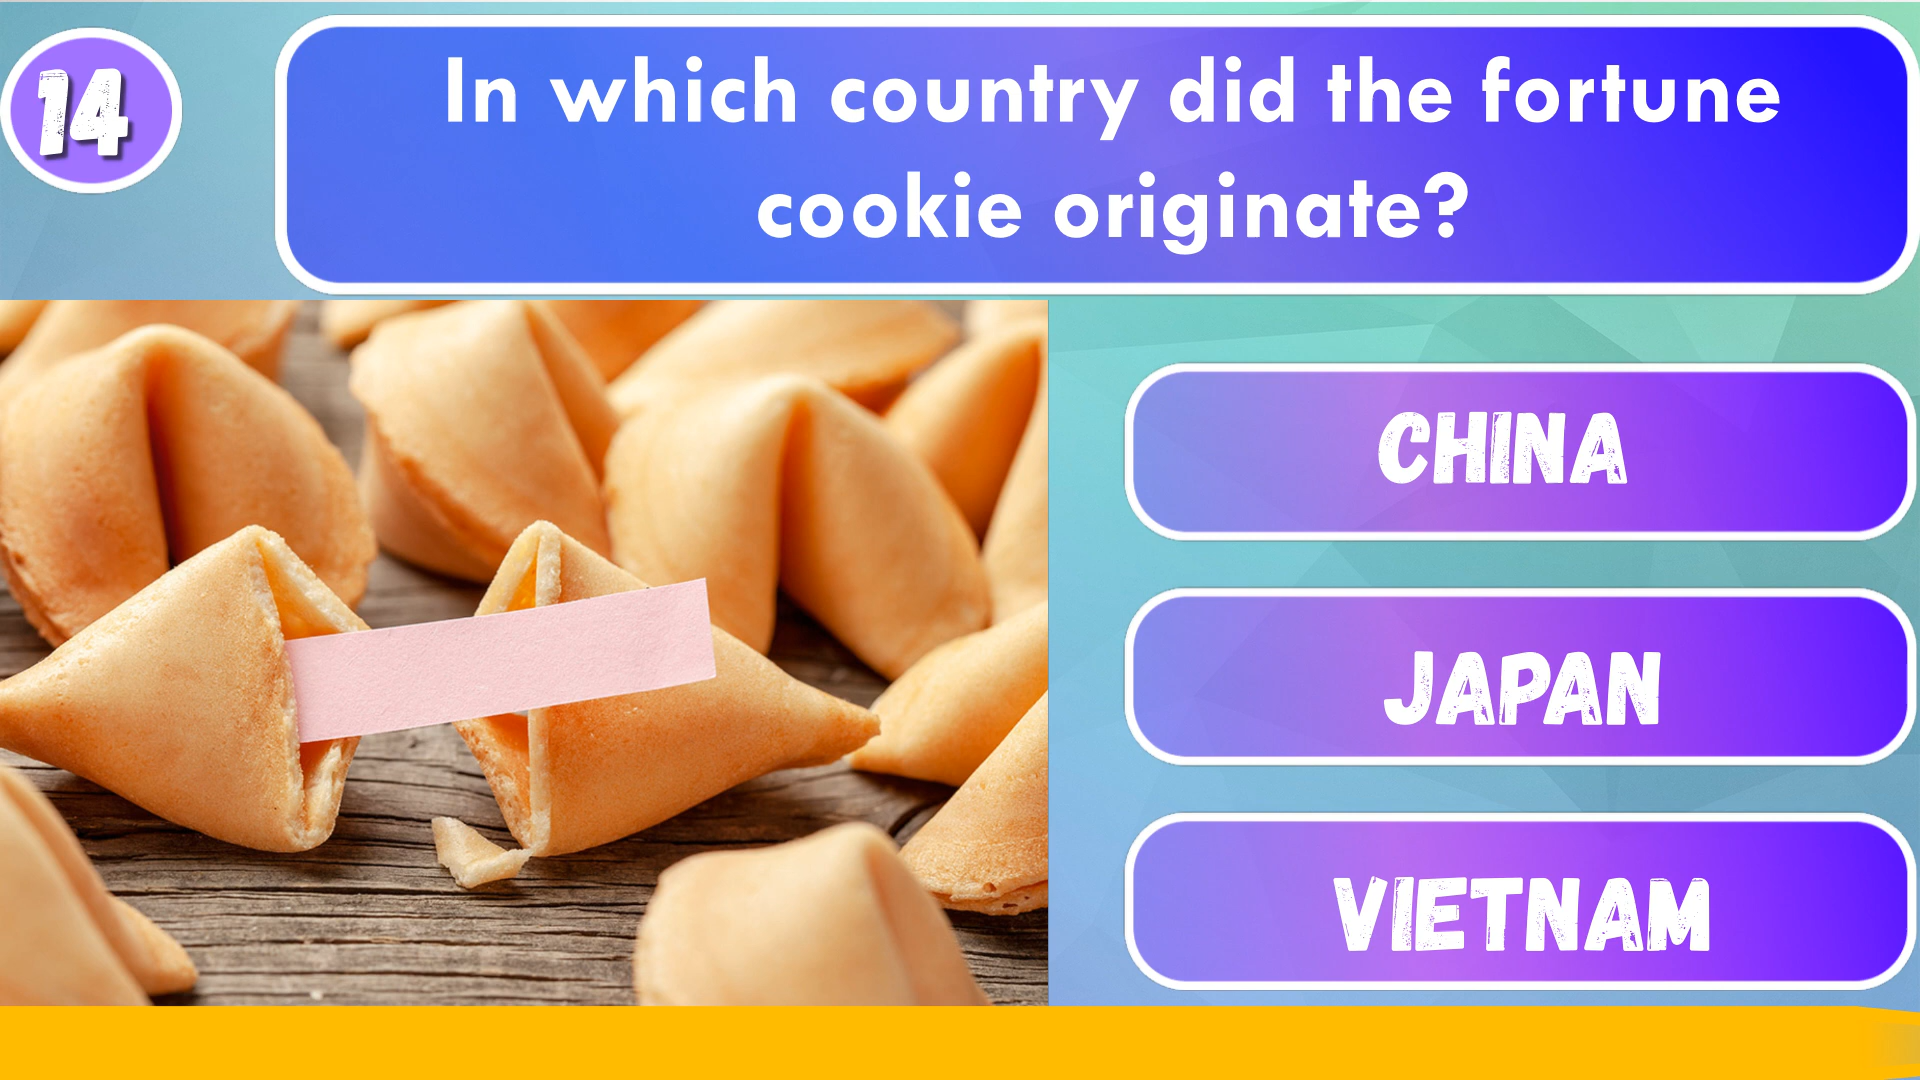 14
In which country did the fortune
cookie originate?
CHINA
JAPAN
VIETNAM